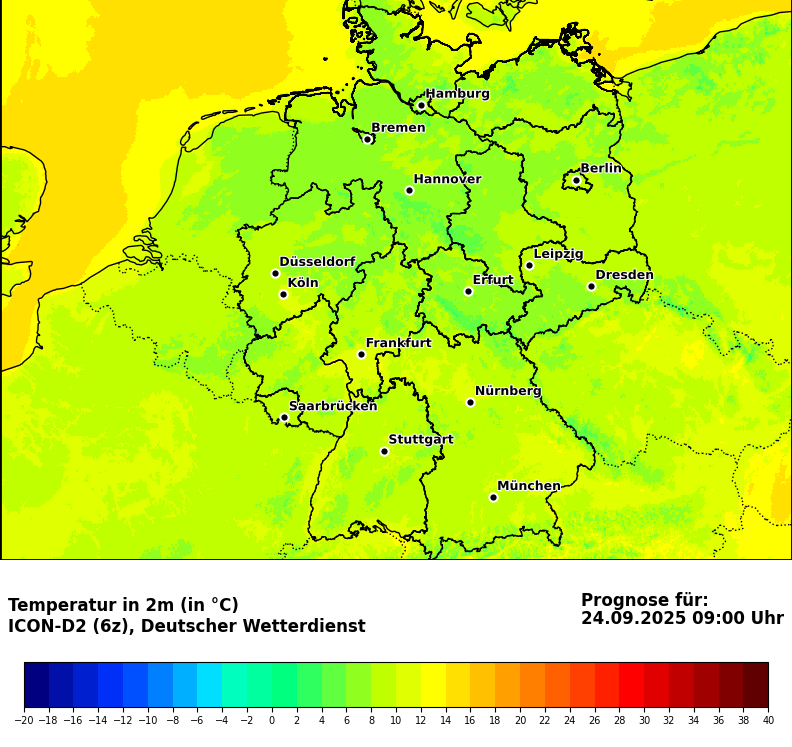 Hamburg
Bremen
Berlin
Hannover
Leipzig
Düsseldorf
Dresden
Köln
Erfurt
Frankfurt
Nürnberg
Saarbrücken
Stuttgart
München
Temperatur in 2m (in °C)
ICON-D2 (6z), Deutscher Wetterdienst
Prognose für:
24.09.2025 09:00 Uhr
−20 −18 −16 −14 −12 −10 −8 −6 −4 −2 0 2 4 6 8 10 12 14 16 18 20 22 24 26 28 30 32 34 36 38 40